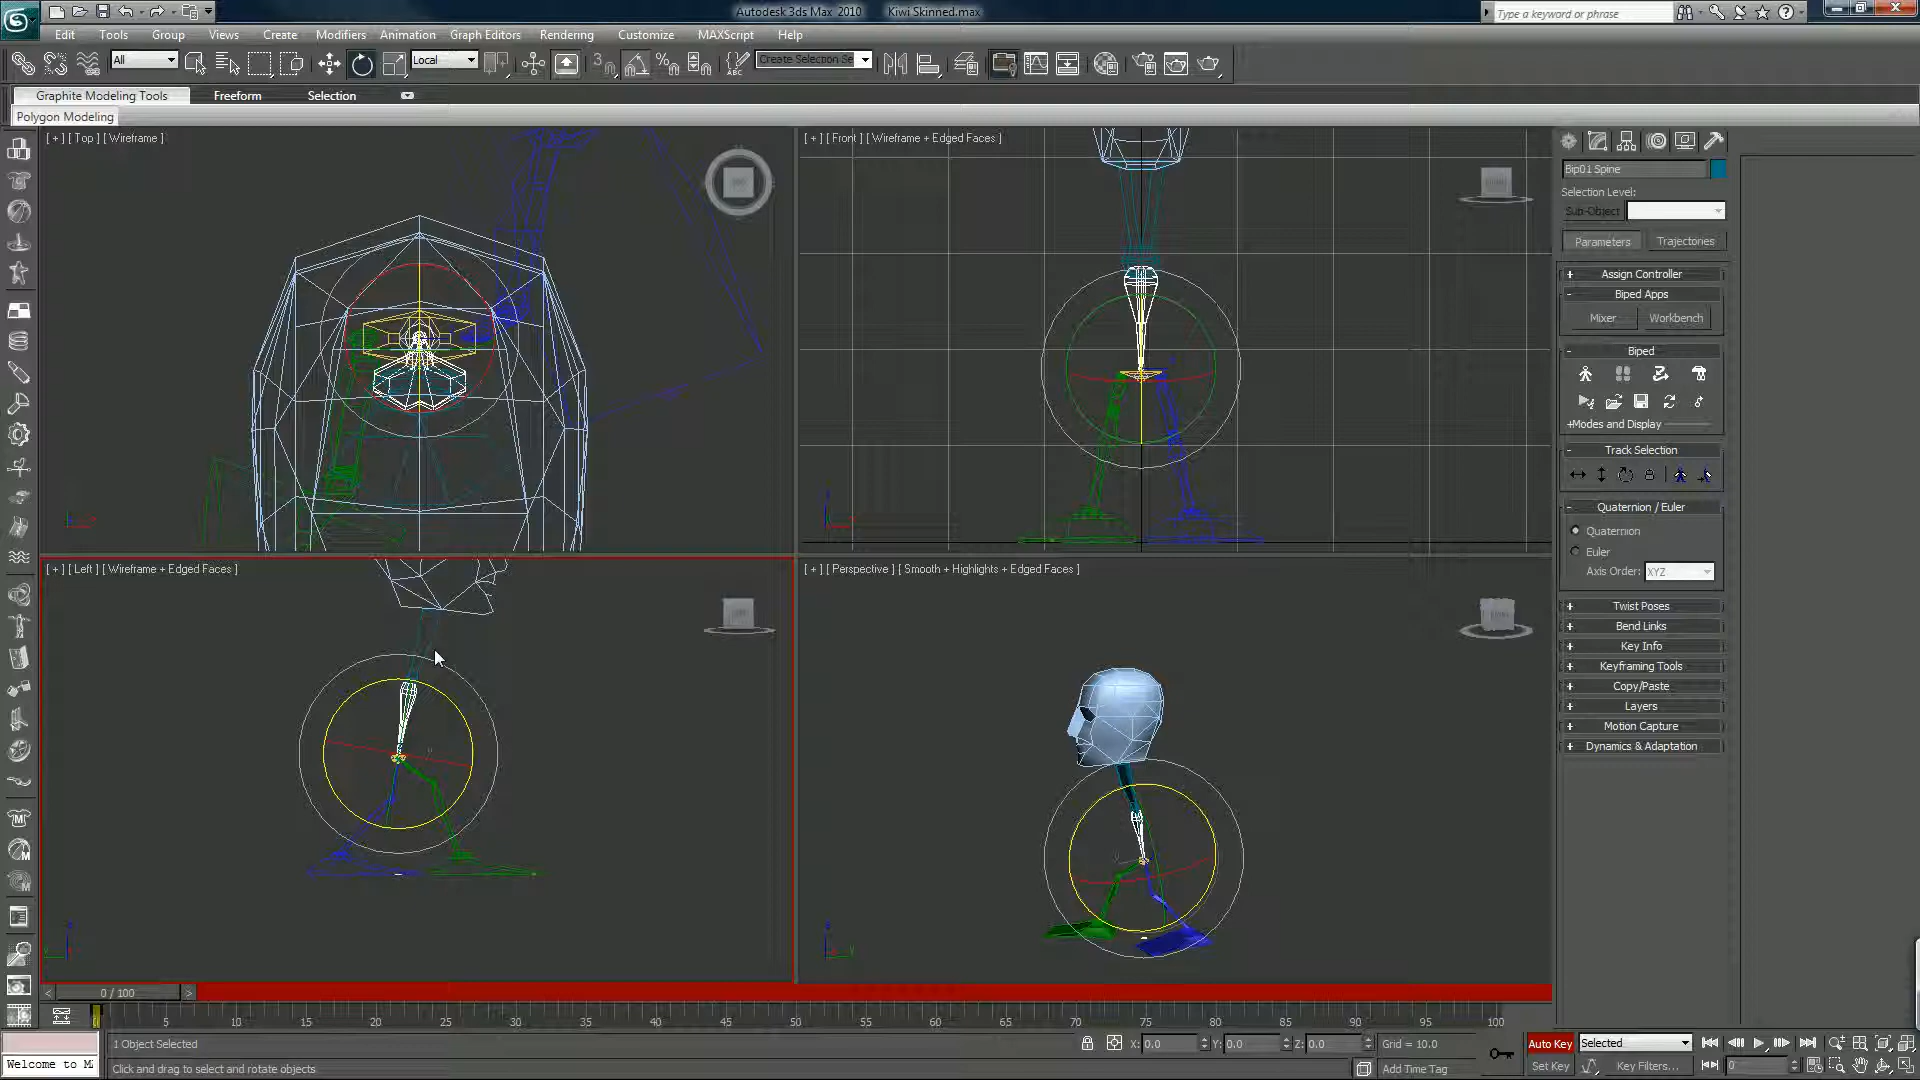 Autodesk 3ds Max 2010 Kiwi Skinned.max
Type a keyword or phrase
Edit Tools Group Views Create Modifiers Animation Graph Editors Rendering Customize MAXScript Help
All
Local
Create Selection Se
Graphite Modeling Tools Freeform Selection
Polygon Modeling
[ + ] [ Top ] [ Wireframe ]
[ + ] [ Front ] [ Wireframe + Edged Faces ]
[ + ] [ Left ] [ Wireframe + Edged Faces ]
[ + ] [ Perspective ] [ Smooth + Highlights + Edged Faces ]
Bip01 Spine
Selection Level:
Sub-Object
Parameters Trajectories
+ Assign Controller
- Biped Apps
Mixer Workbench
- Biped
+Modes and Display
- Track Selection
- Quaternion / Euler
Quaternion
Euler
Axis Order: XYZ
+ Twist Poses
+ Bend Links
+ Key Info
+ Keyframing Tools
+ Copy/Paste
+ Layers
+ Motion Capture
+ Dynamics & Adaptation
< 0 / 100 >
5 10 15 20 25 30 35 40 45 50 55 60 65 70 75 80 85 90 95 100
1 Object Selected X: 0.0 Y: 0.0 Z: 0.0 Grid = 10.0 Auto Key Selected
Welcome to M Click and drag to select and rotate objects Add Time Tag Set Key Key Filters... 0